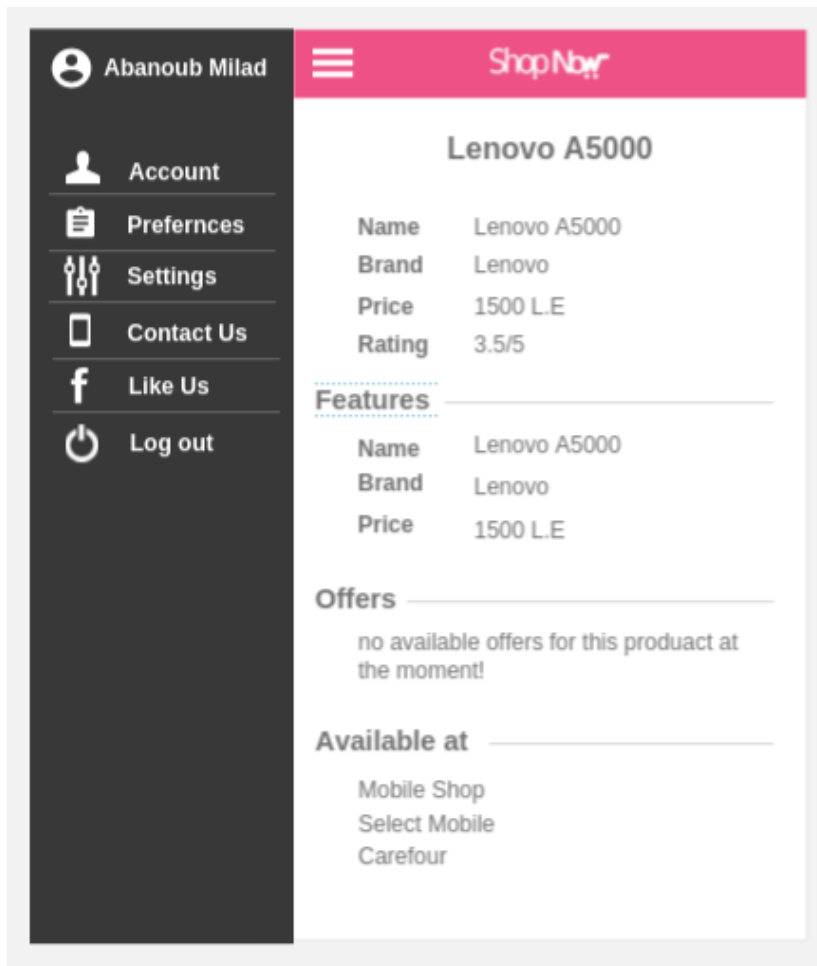 Abanoub Milad
Account
Prefernces
Settings
Contact Us
f Like Us
Log out
Shop Now
Lenovo A5000
Name Lenovo A5000
Brand Lenovo
Price 1500 L.E
Rating 3.5/5
Features
Name Lenovo A5000
Brand Lenovo
Price 1500 L.E
Offers
no available offers for this produact at
the moment!
Available at
Mobile Shop
Select Mobile
Carefour